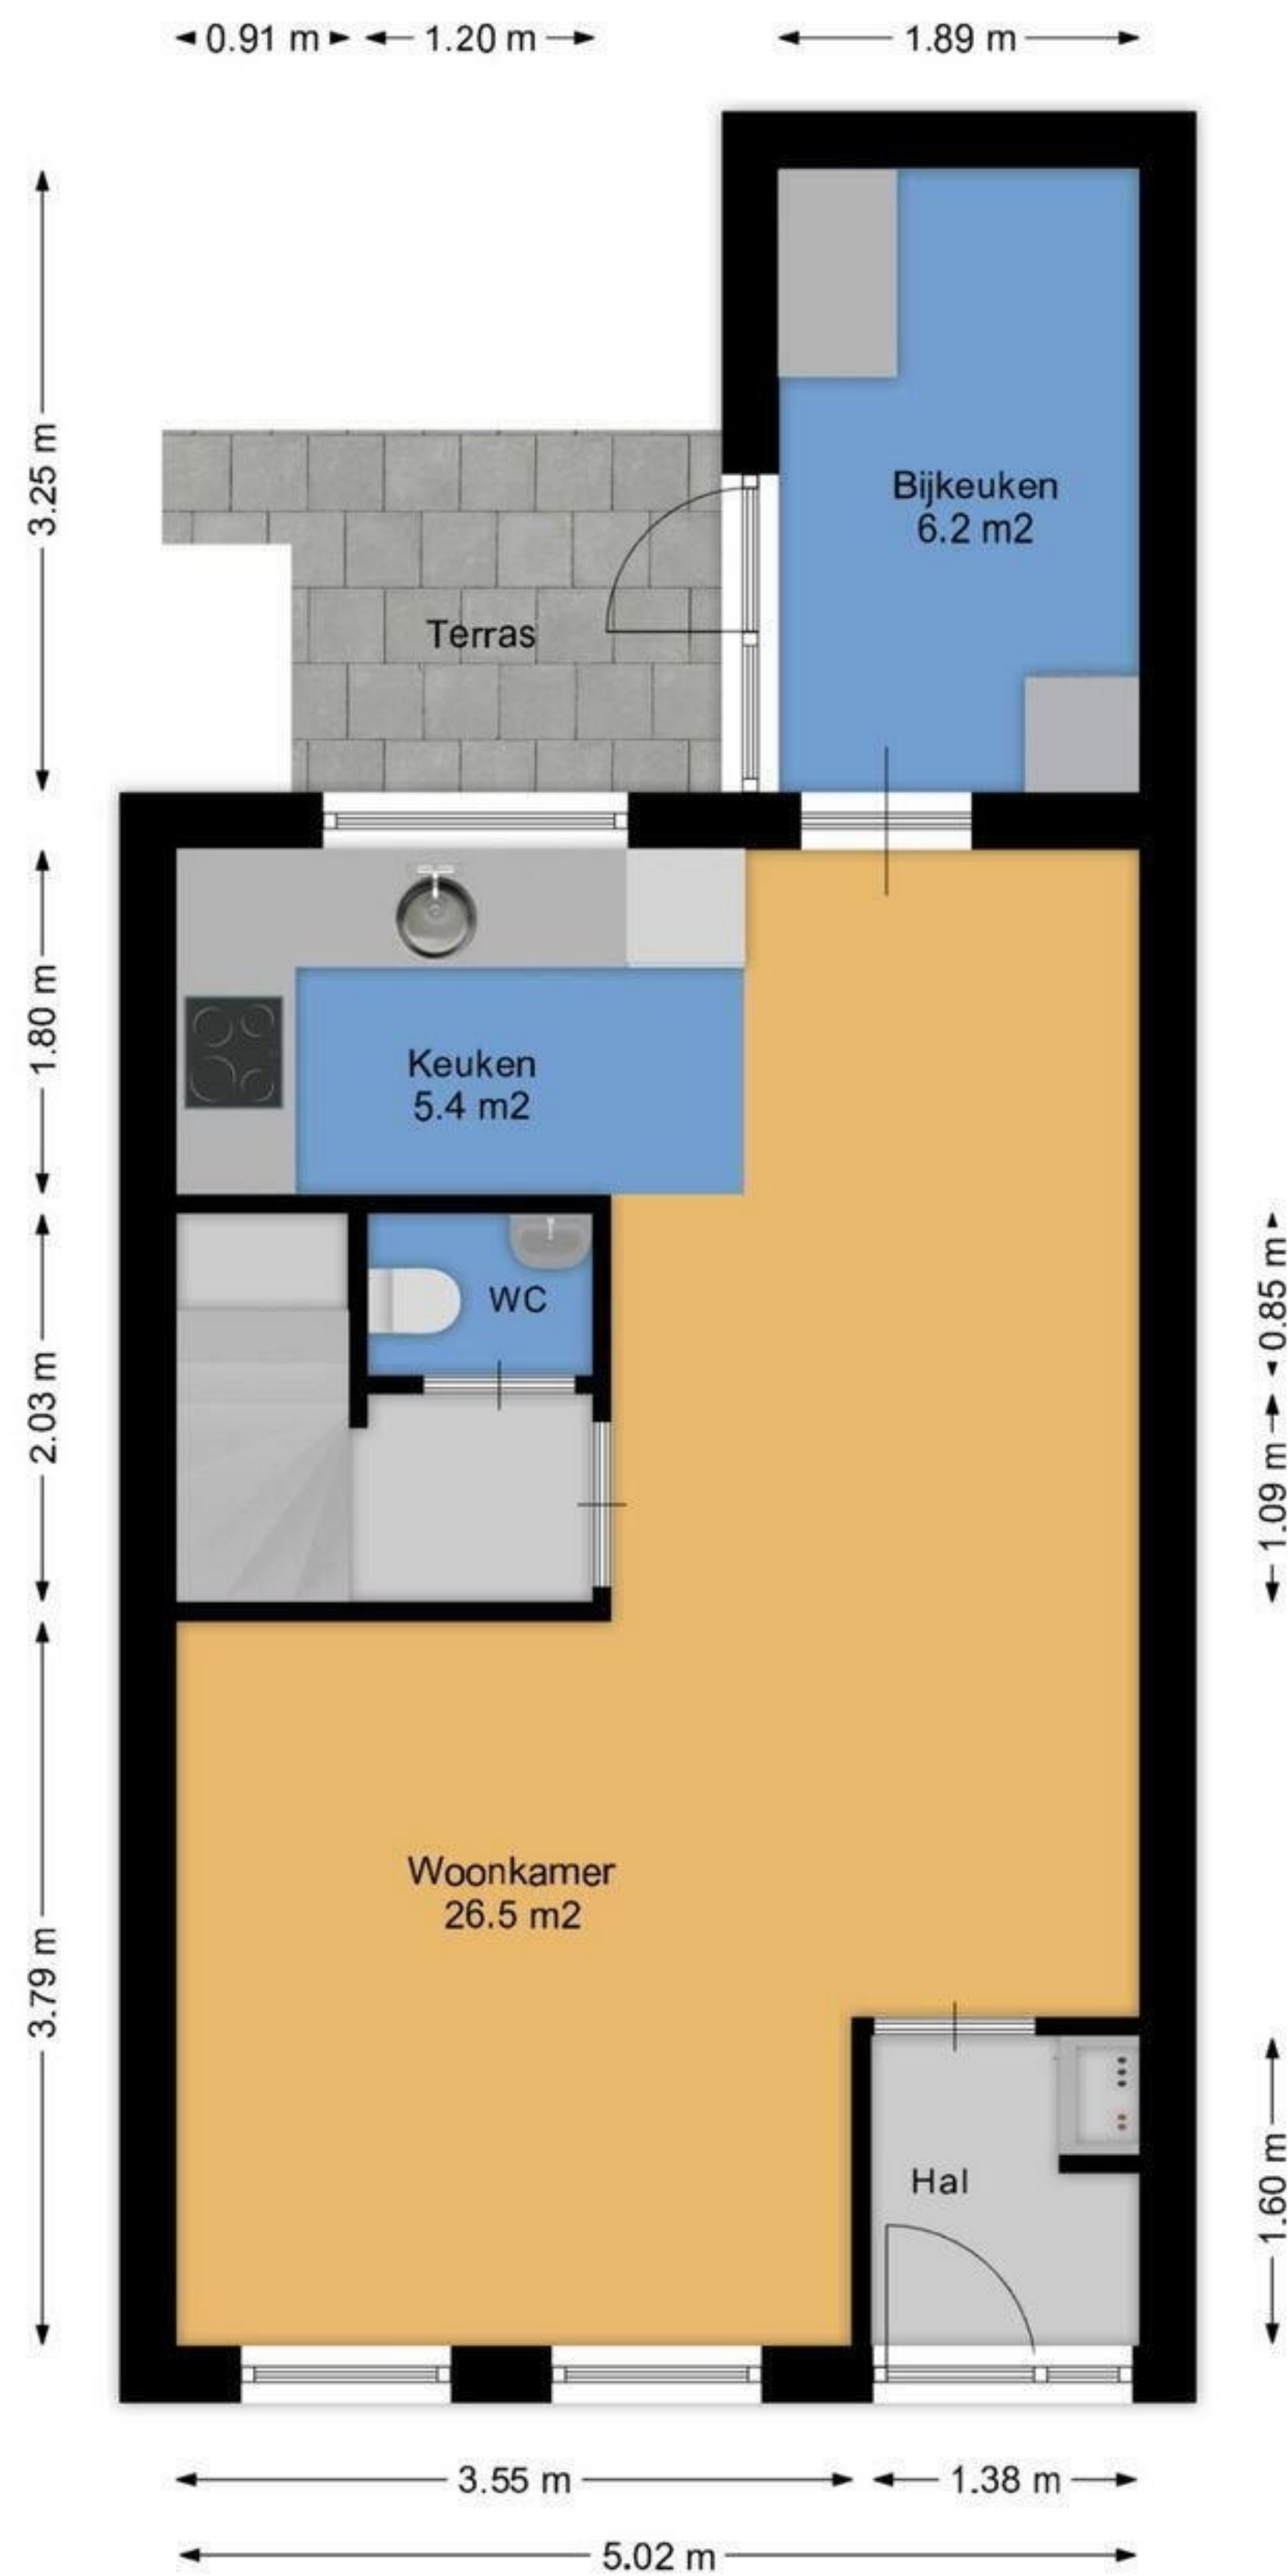 0.91 m
1.20 m
1.89 m
3.25 m
Bijkeuken
6.2 m2
Terras
1.80 m
Keuken
5.4 m2
2.03 m
WC
0.85 m
1.09 m
Woonkamer
26.5 m2
3.79 m
Hal
1.60 m
3.55 m
1.38 m
5.02 m